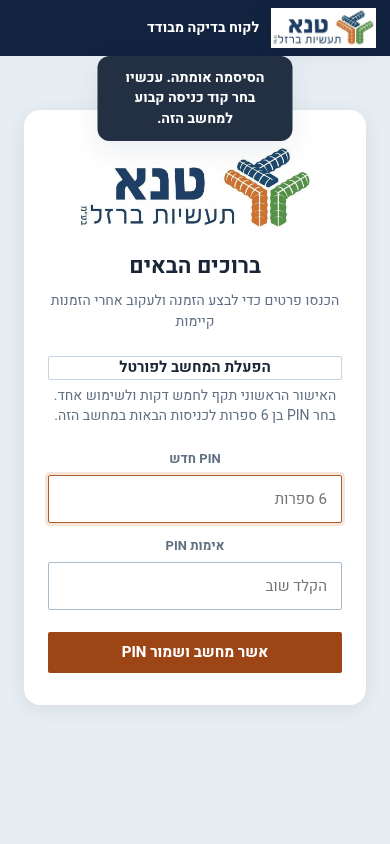 טנא
תעשיות ברזל
לקוח בדיקה מבודד
הסיסמה אומתה. עכשיו
בחר קוד כניסה קבוע
למחשב הזה.
טנא
תעשיות ברזל בע״מ
ברוכים הבאים
הכנסו פרטים כדי לבצע הזמנה ולעקוב אחרי הזמנות
קיימות
הפעלת המחשב לפורטל
האישור הראשוני תקף לחמש דקות ולשימוש אחד.
בחר PIN בן 6 ספרות לכניסות הבאות במחשב הזה.
PIN חדש
6 ספרות
אימות PIN
הקלד שוב
אשר מחשב ושמור PIN